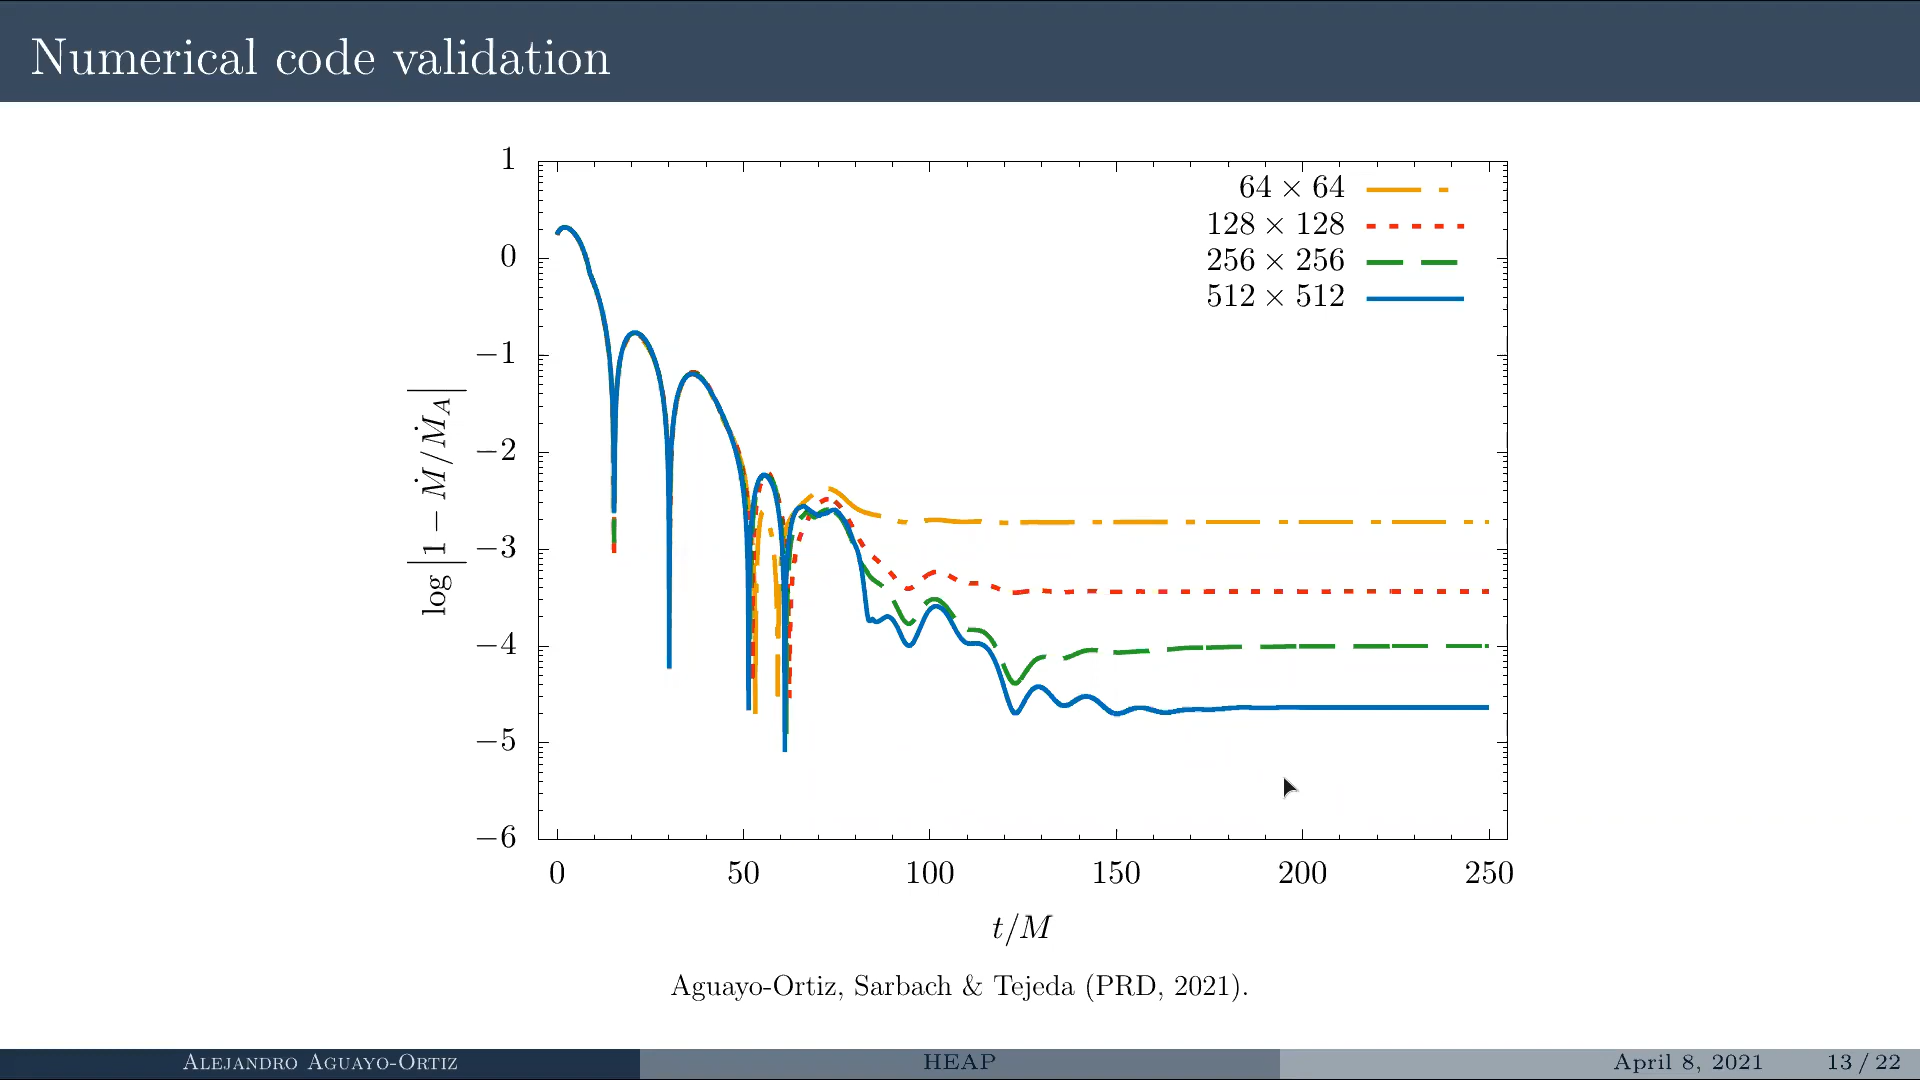 Numerical code validation
1
0
−1
−2
−3
−4
−5
−6
log |1 − Ṁ/Ṁ_A|
64 × 64
128 × 128
256 × 256
512 × 512
0 50 100 150 200 250
t/M
Aguayo-Ortiz, Sarbach & Tejeda (PRD, 2021).
Alejandro Aguayo-Ortiz HEAP April 8, 2021 13 / 22